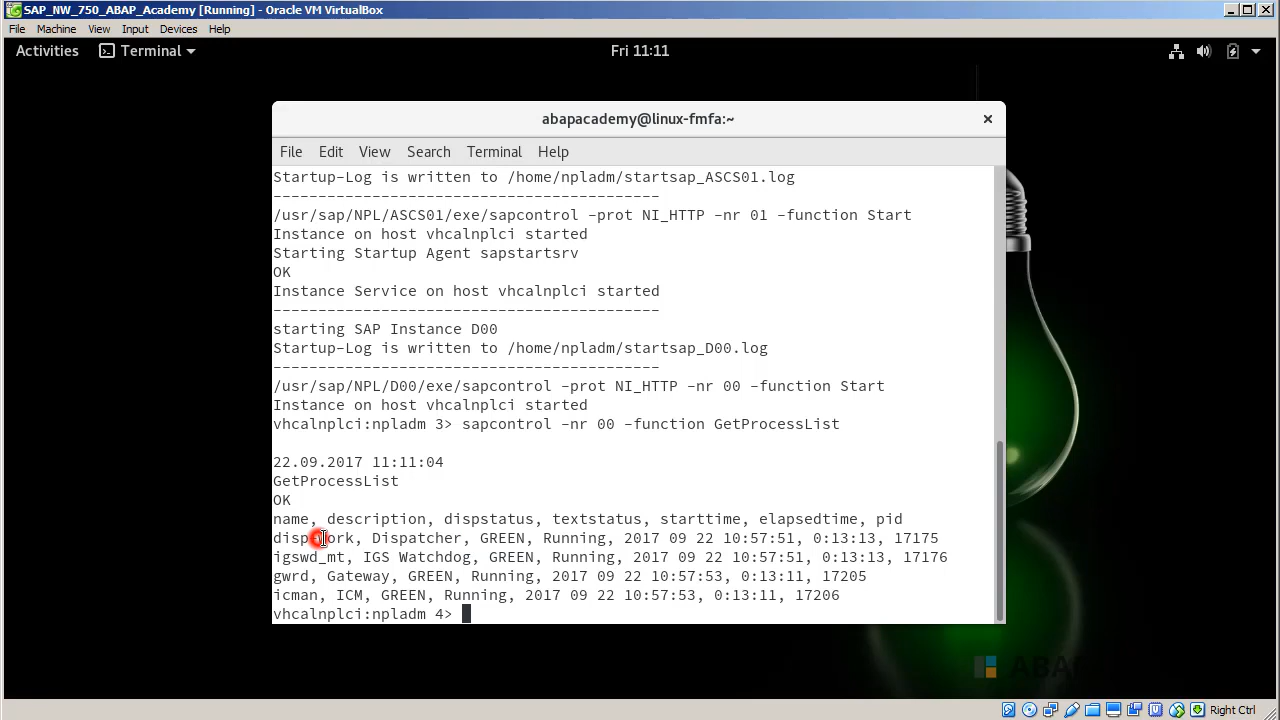 SAP_NW_750_ABAP_Academy [Running] - Oracle VM VirtualBox
File Machine View Input Devices Help
Activities Terminal Fri 11:11
abapacademy@linux-fmfa:~
File Edit View Search Terminal Help
Startup-Log is written to /home/npladm/startsap_ASCS01.log
-------------------------------------------
/usr/sap/NPL/ASCS01/exe/sapcontrol -prot NI_HTTP -nr 01 -function Start
Instance on host vhcalnplci started
Starting Startup Agent sapstartsrv
OK
Instance Service on host vhcalnplci started
-------------------------------------------
starting SAP Instance D00
Startup-Log is written to /home/npladm/startsap_D00.log
-------------------------------------------
/usr/sap/NPL/D00/exe/sapcontrol -prot NI_HTTP -nr 00 -function Start
Instance on host vhcalnplci started
vhcalnplci:npladm 3> sapcontrol -nr 00 -function GetProcessList
22.09.2017 11:11:04
GetProcessList
OK
name, description, dispstatus, textstatus, starttime, elapsedtime, pid
disp+work, Dispatcher, GREEN, Running, 2017 09 22 10:57:51, 0:13:13, 17175
igswd_mt, IGS Watchdog, GREEN, Running, 2017 09 22 10:57:51, 0:13:13, 17176
gwrd, Gateway, GREEN, Running, 2017 09 22 10:57:53, 0:13:11, 17205
icman, ICM, GREEN, Running, 2017 09 22 10:57:53, 0:13:11, 17206
vhcalnplci:npladm 4>
Right Ctrl